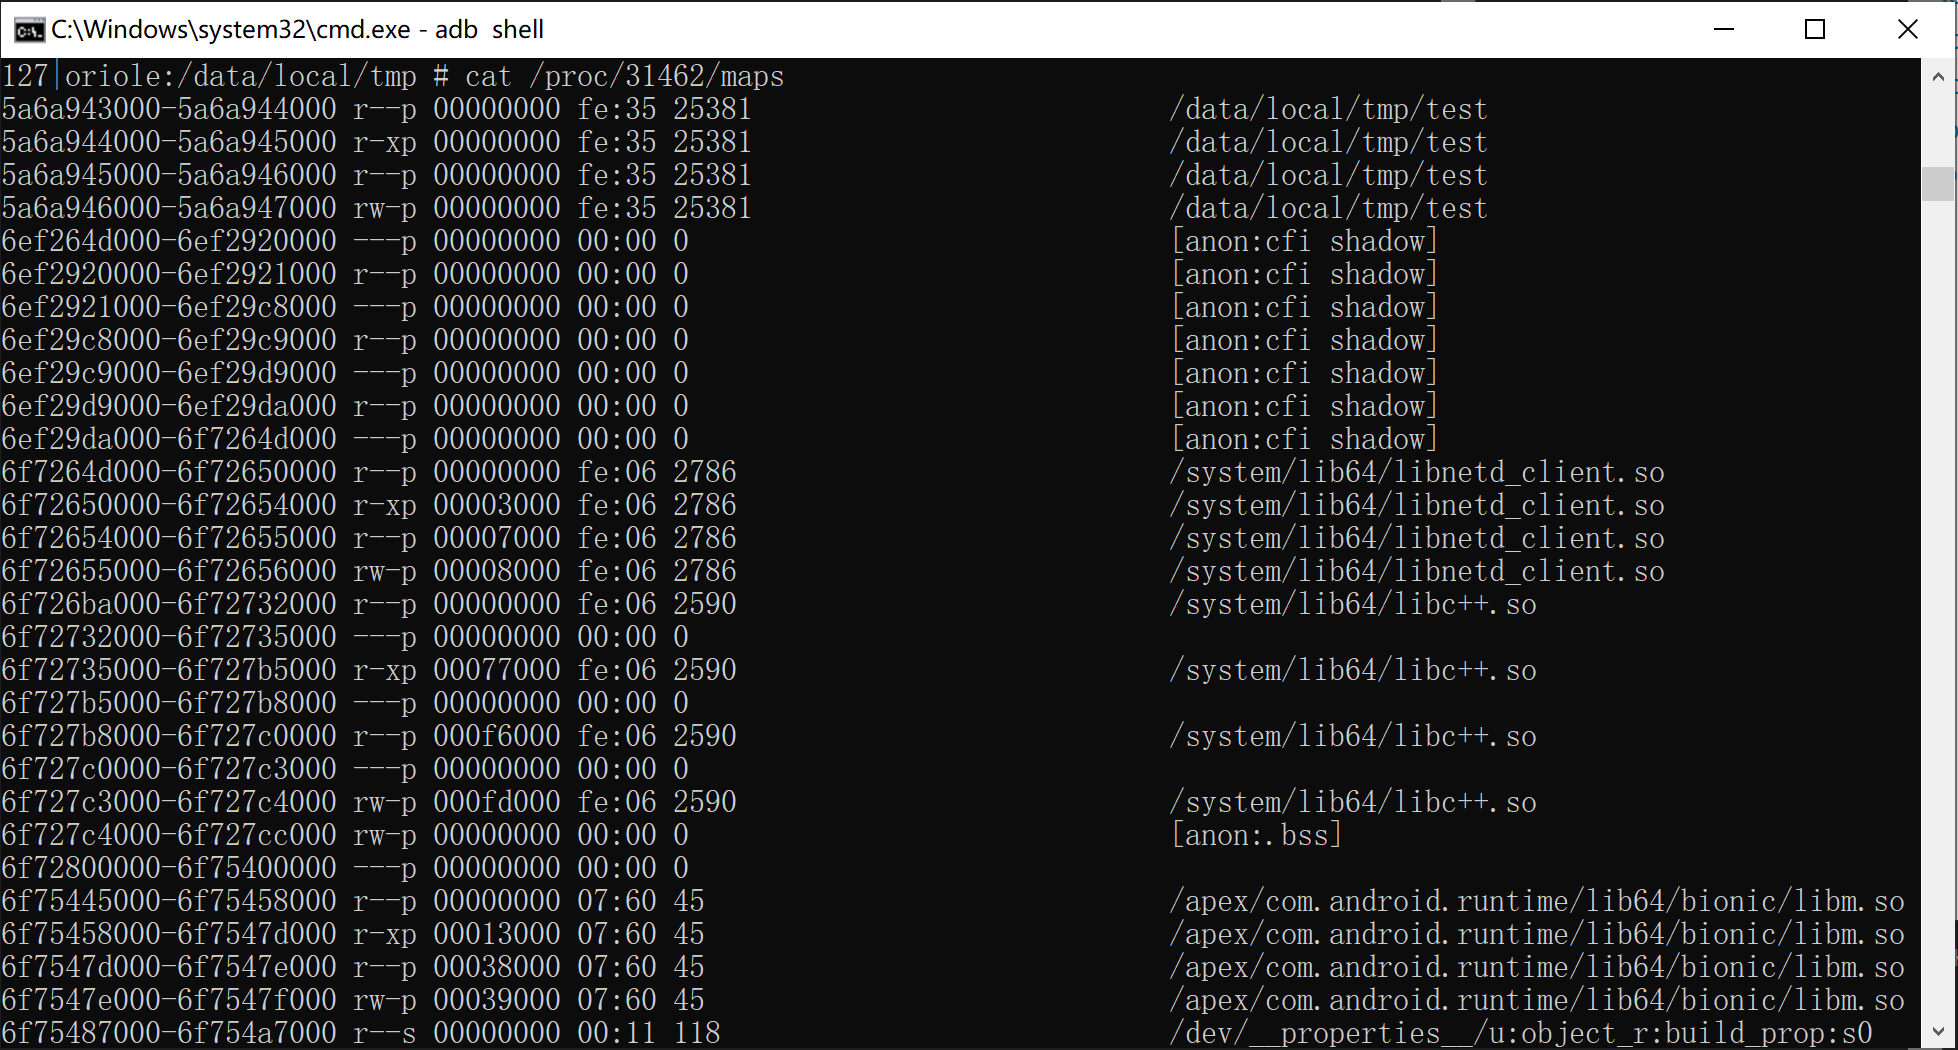 C:\Windows\system32\cmd.exe - adb  shell
127|oriole:/data/local/tmp # cat /proc/31462/maps
5a6a943000-5a6a944000 r--p 00000000 fe:35 25381                          /data/local/tmp/test
5a6a944000-5a6a945000 r-xp 00000000 fe:35 25381                          /data/local/tmp/test
5a6a945000-5a6a946000 r--p 00000000 fe:35 25381                          /data/local/tmp/test
5a6a946000-5a6a947000 rw-p 00000000 fe:35 25381                          /data/local/tmp/test
6ef264d000-6ef2920000 ---p 00000000 00:00 0                              [anon:cfi shadow]
6ef2920000-6ef2921000 r--p 00000000 00:00 0                              [anon:cfi shadow]
6ef2921000-6ef29c8000 ---p 00000000 00:00 0                              [anon:cfi shadow]
6ef29c8000-6ef29c9000 r--p 00000000 00:00 0                              [anon:cfi shadow]
6ef29c9000-6ef29d9000 ---p 00000000 00:00 0                              [anon:cfi shadow]
6ef29d9000-6ef29da000 r--p 00000000 00:00 0                              [anon:cfi shadow]
6ef29da000-6f7264d000 ---p 00000000 00:00 0                              [anon:cfi shadow]
6f7264d000-6f72650000 r--p 00000000 fe:06 2786                           /system/lib64/libnetd_client.so
6f72650000-6f72654000 r-xp 00003000 fe:06 2786                           /system/lib64/libnetd_client.so
6f72654000-6f72655000 r--p 00007000 fe:06 2786                           /system/lib64/libnetd_client.so
6f72655000-6f72656000 rw-p 00008000 fe:06 2786                           /system/lib64/libnetd_client.so
6f726ba000-6f72732000 r--p 00000000 fe:06 2590                           /system/lib64/libc++.so
6f72732000-6f72735000 ---p 00000000 00:00 0
6f72735000-6f727b5000 r-xp 00077000 fe:06 2590                           /system/lib64/libc++.so
6f727b5000-6f727b8000 ---p 00000000 00:00 0
6f727b8000-6f727c0000 r--p 000f6000 fe:06 2590                           /system/lib64/libc++.so
6f727c0000-6f727c3000 ---p 00000000 00:00 0
6f727c3000-6f727c4000 rw-p 000fd000 fe:06 2590                           /system/lib64/libc++.so
6f727c4000-6f727cc000 rw-p 00000000 00:00 0                              [anon:.bss]
6f72800000-6f75400000 ---p 00000000 00:00 0
6f75445000-6f75458000 r--p 00000000 07:60 45                             /apex/com.android.runtime/lib64/bionic/libm.so
6f75458000-6f7547d000 r-xp 00013000 07:60 45                             /apex/com.android.runtime/lib64/bionic/libm.so
6f7547d000-6f7547e000 r--p 00038000 07:60 45                             /apex/com.android.runtime/lib64/bionic/libm.so
6f7547e000-6f7547f000 rw-p 00039000 07:60 45                             /apex/com.android.runtime/lib64/bionic/libm.so
6f75487000-6f754a7000 r--s 00000000 00:11 118                            /dev/__properties__/u:object_r:build_prop:s0